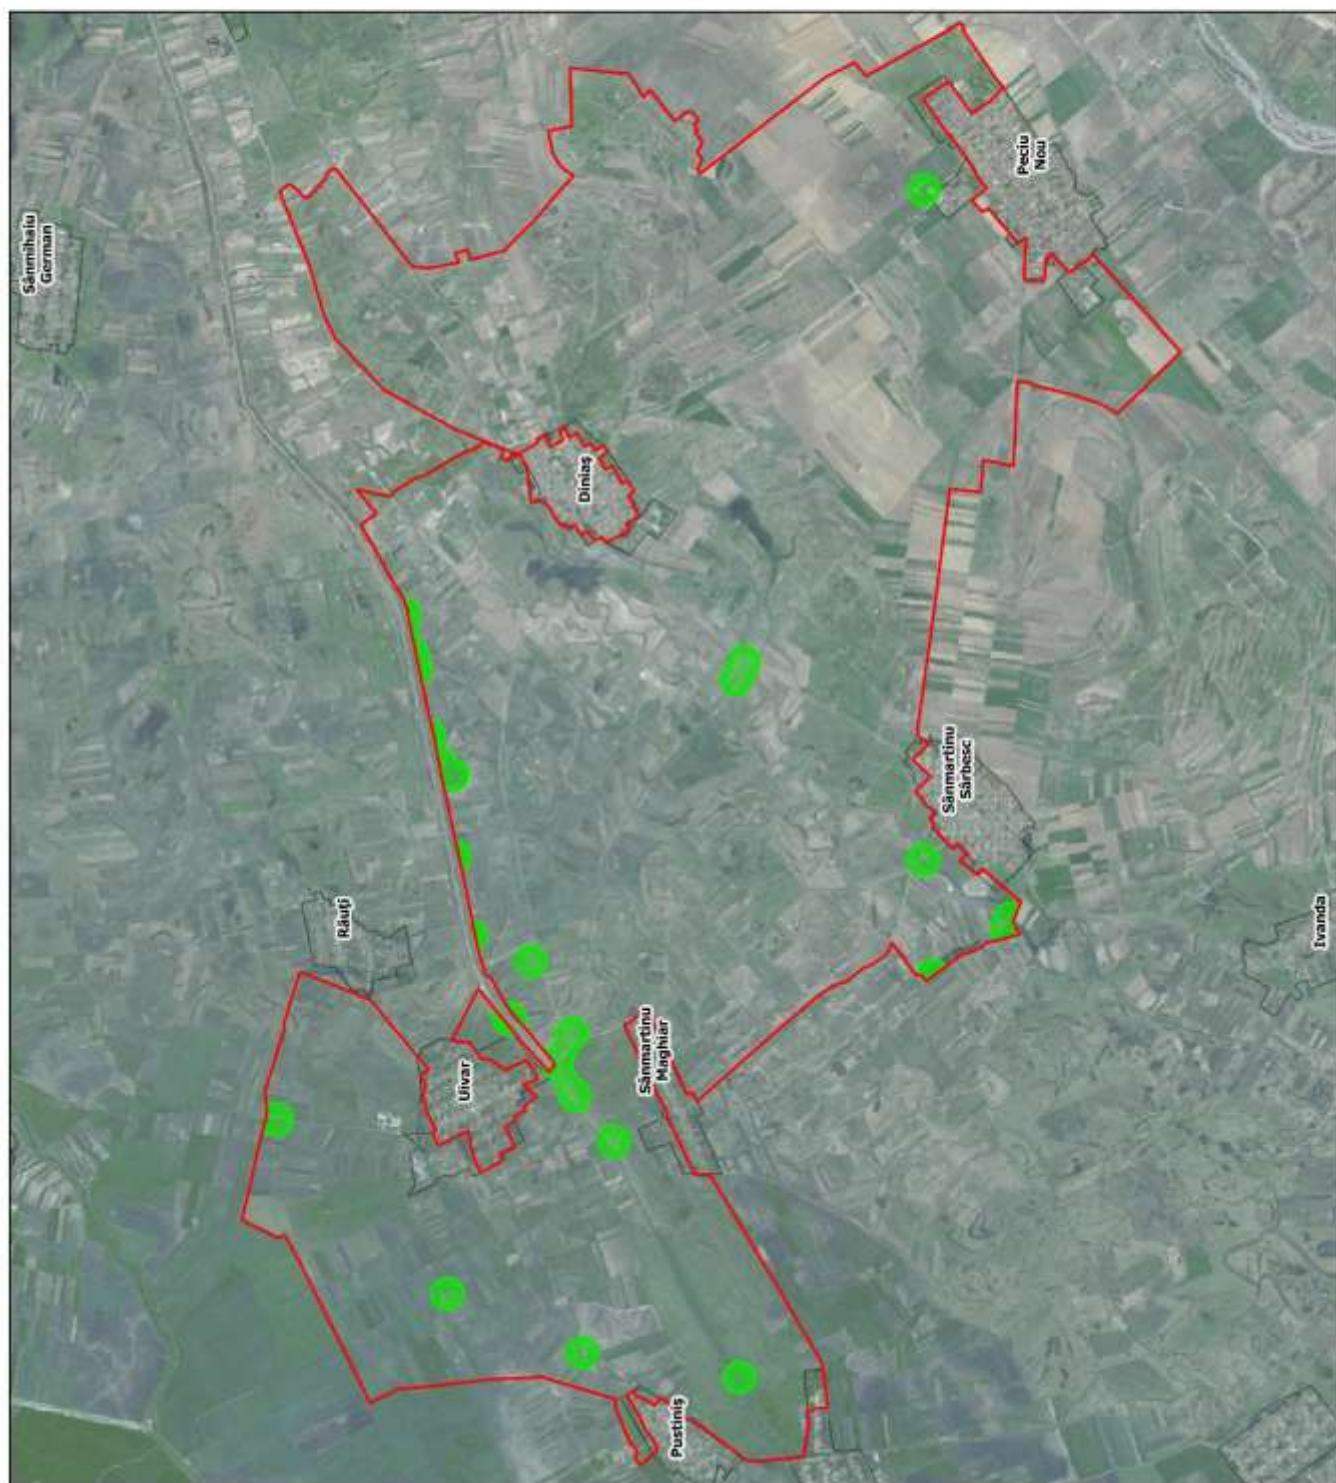 Sânmihaiu
German
Peciu
Nou
Diniaș
Sânmartinu
Sârbesc
Răuți
Ivanda
Uivar
Sânmartinu
Maghiar
Pustiniș